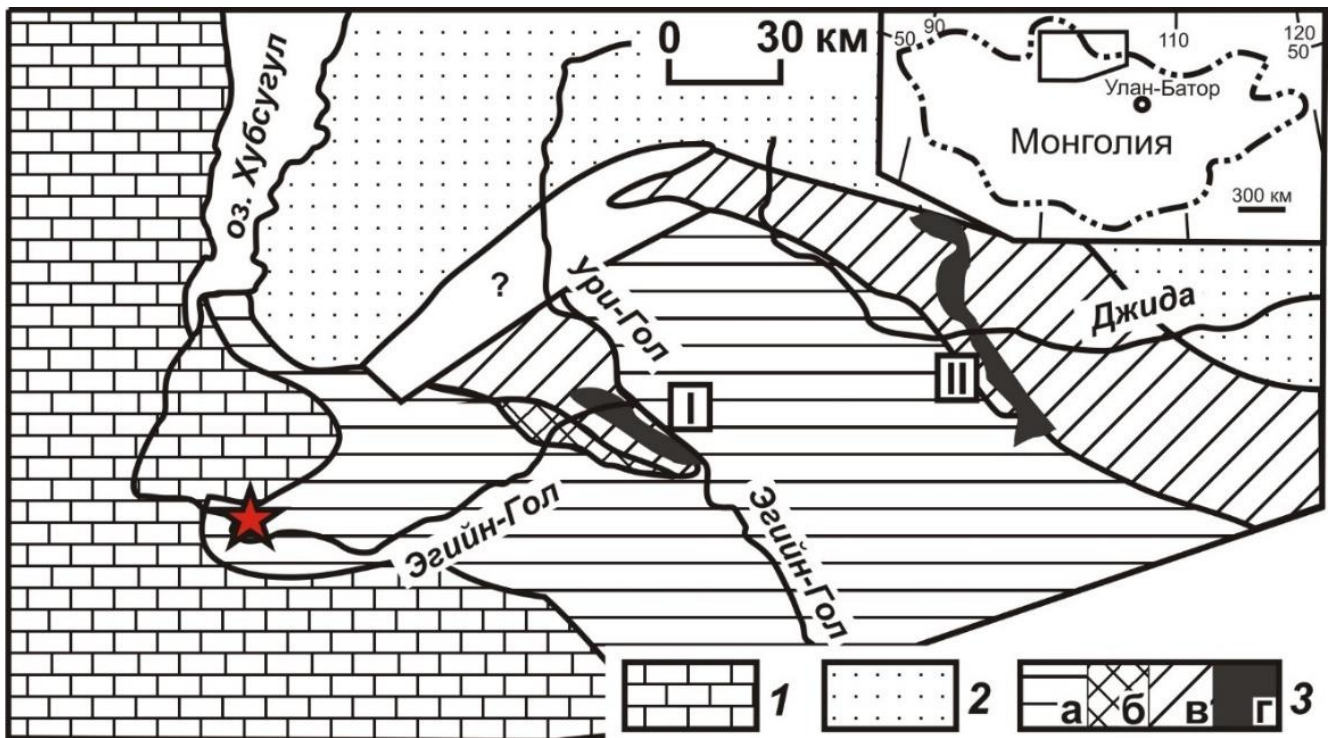 0 30 км
50
90
110
120
50
Улан-Батор
Монголия
300 км
оз. Хубсугул
?
Ури-Гол
Джида
I
II
Эгийн-Гол
Эгийн-Гол
1
2
а б в г 3